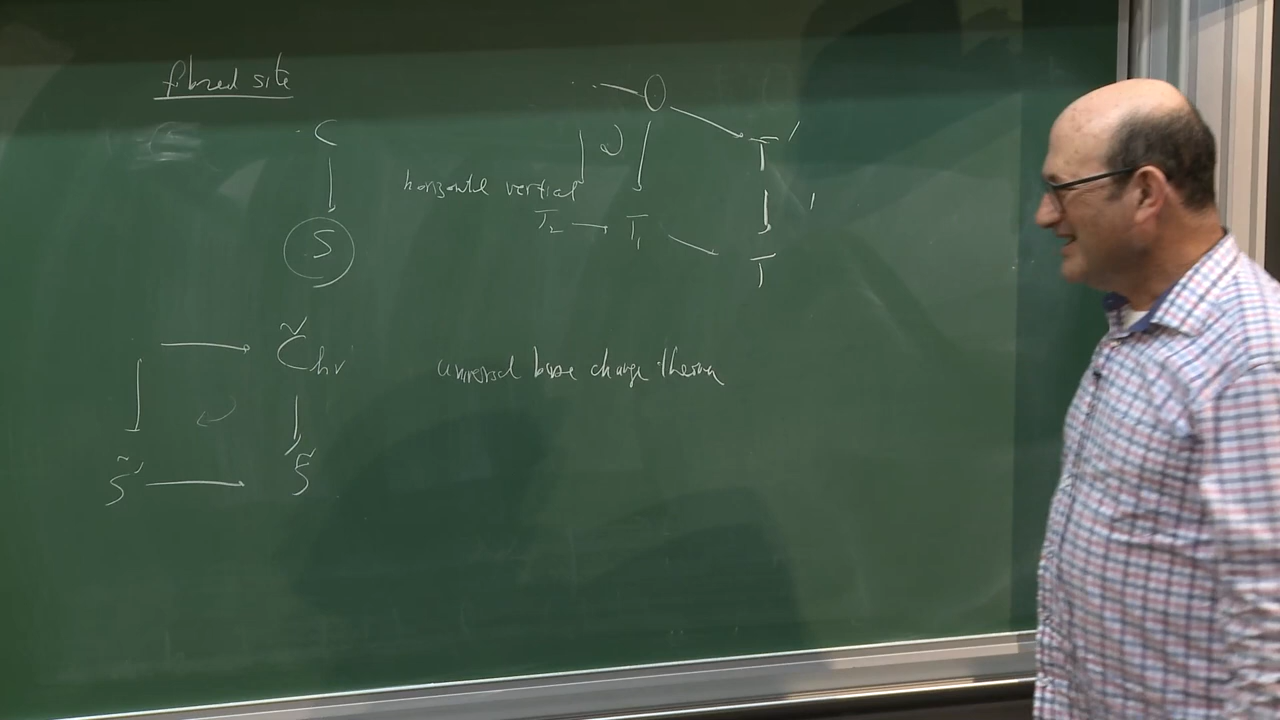 fibred site
C
S
horizontal vertical
T'
'
T₂ T₁
T
C̃hv
universal base change theorem
S̃' S̃